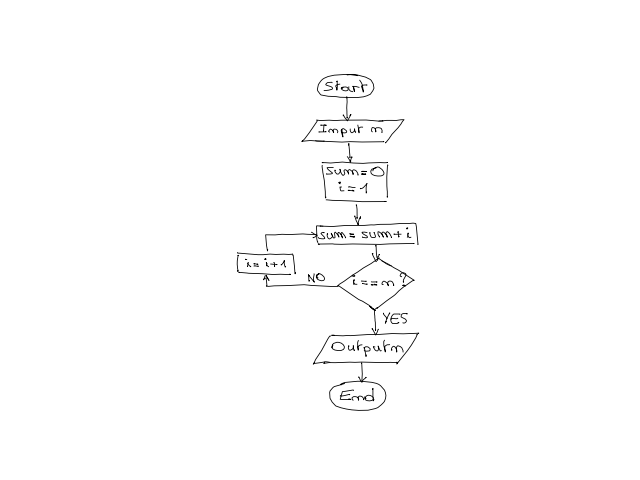 Start
Input n
sum=0
i=1
sum=sum+i
i=i+1
NO
i==n?
YES
Output n
End